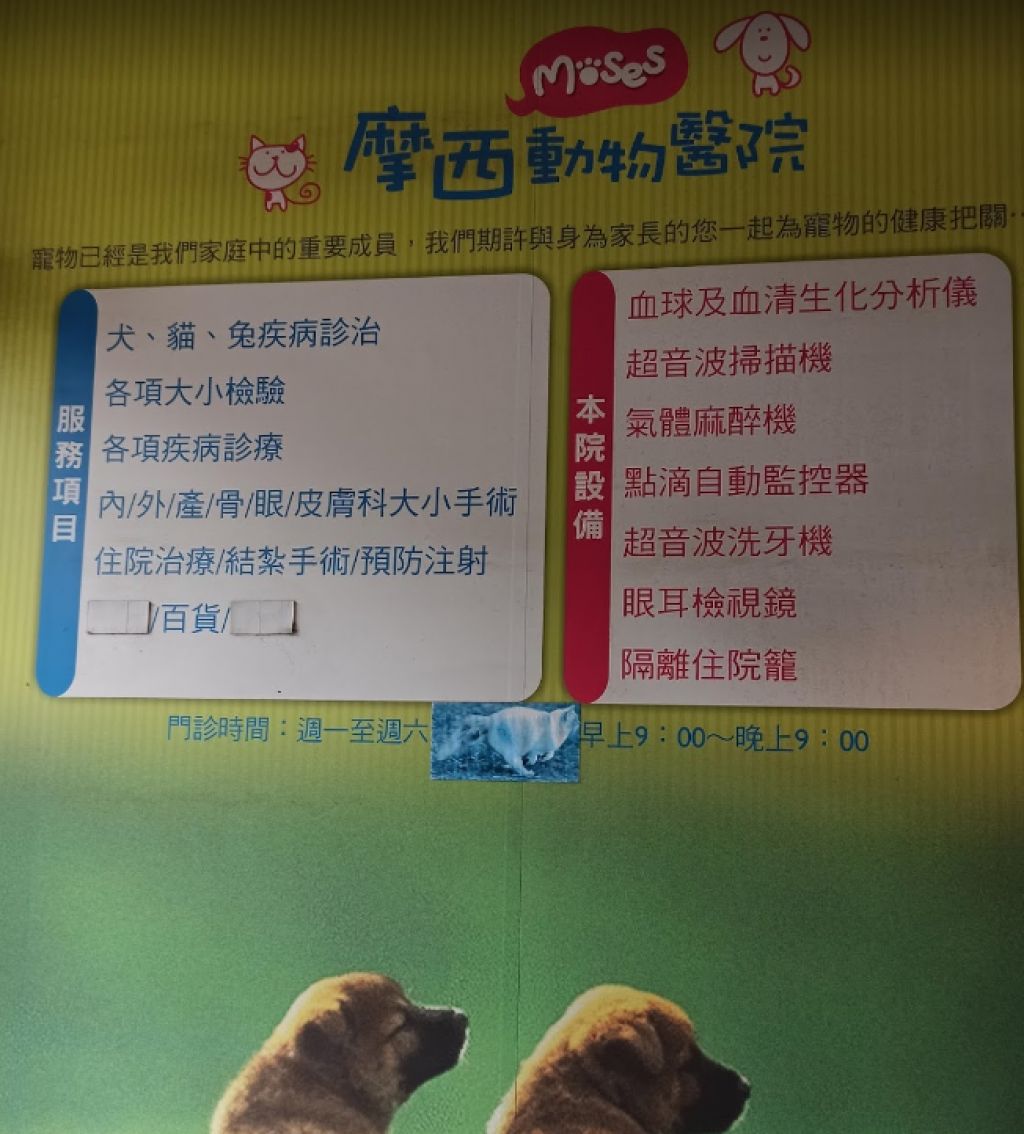 Moses
摩西動物醫院
寵物已經是我們家庭中的重要成員，我們期許與身為家長的您一起為寵物的健康把關‥
服務項目
犬、貓、兔疾病診治
各項大小檢驗
各項疾病診療
內/外/產/骨/眼/皮膚科大小手術
住院治療/結紮手術/預防注射
/百貨/
本院設備
血球及血清生化分析儀
超音波掃描機
氣體麻醉機
點滴自動監控器
超音波洗牙機
眼耳檢視鏡
隔離住院籠
門診時間：週一至週六 早上9：00～晚上9：00